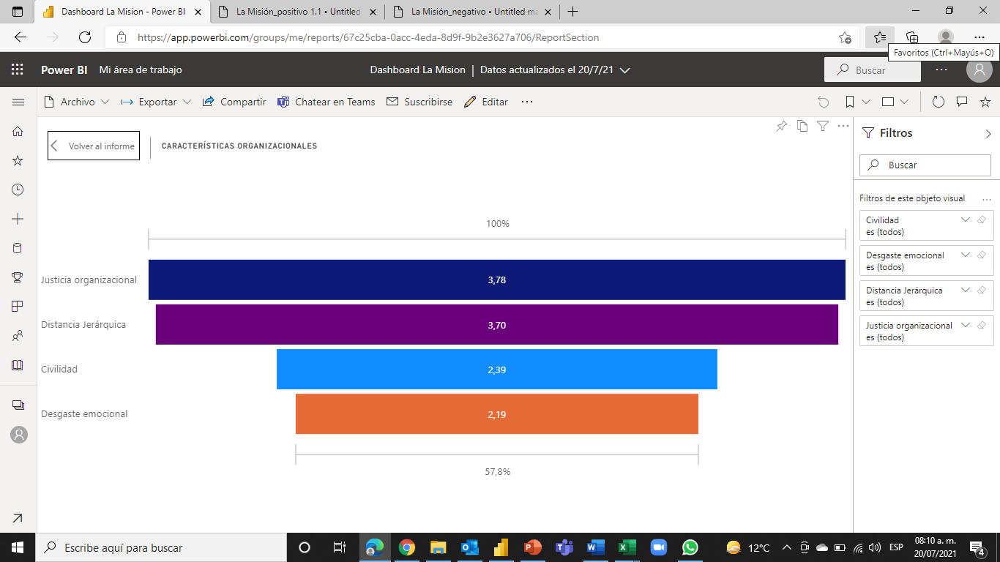 Dashboard La Mision - Power BI
La Misión_positivo 1.1 • Untitled
La Misión_negativo • Untitled ma
https://app.powerbi.com/groups/me/reports/67c25cba-0acc-4eda-8d9f-9b2e3627a706/ReportSection
Favoritos (Ctrl+Mayús+O)
Power BI
Mi área de trabajo
Dashboard La Mision | Datos actualizados el 20/7/21
Buscar
Archivo
Exportar
Compartir
Chatear en Teams
Suscribirse
Editar
Volver al informe
CARACTERÍSTICAS ORGANIZACIONALES
100%
Justicia organizacional
3,78
Distancia Jerárquica
3,70
Civilidad
2,39
Desgaste emocional
2,19
57,8%
Filtros
Buscar
Filtros de este objeto visual
Civilidad
es (todos)
Desgaste emocional
es (todos)
Distancia Jerárquica
es (todos)
Justicia organizacional
es (todos)
Escribe aquí para buscar
12°C
ESP
08:10 a. m.
20/07/2021
4